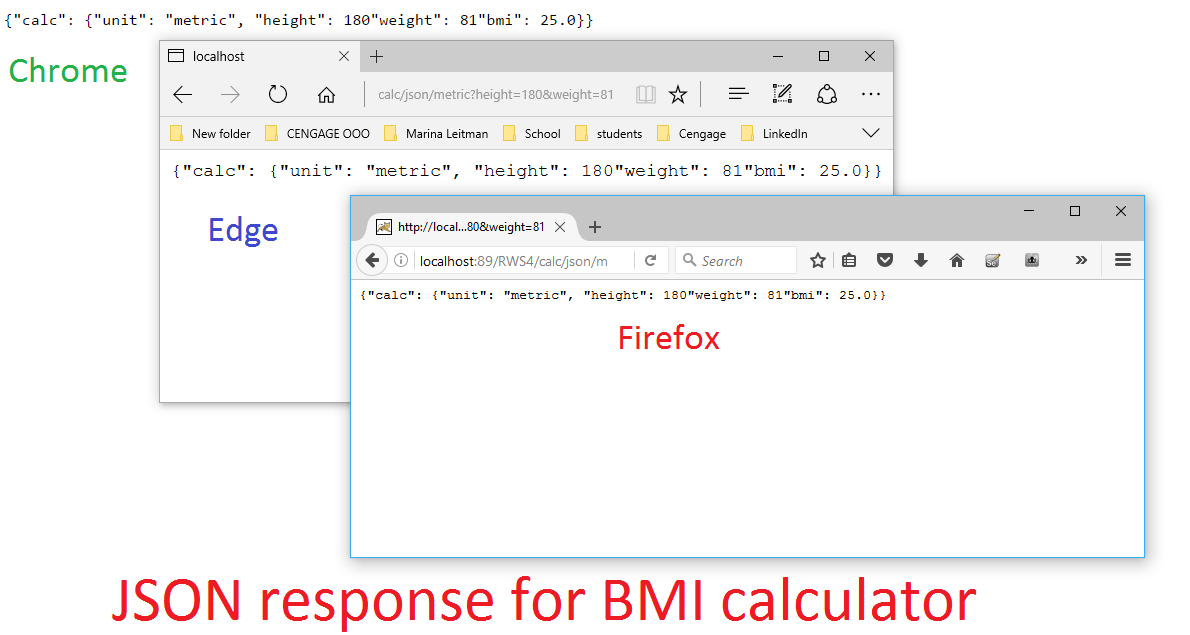 {"calc": {"unit": "metric", "height": 180"weight": 81"bmi": 25.0}}
Chrome
localhost
calc/json/metric?height=180&weight=81
New folder CENGAGE OOO Marina Leitman School students Cengage LinkedIn
{"calc": {"unit": "metric", "height": 180"weight": 81"bmi": 25.0}}
Edge
http://local...80&weight=81
localhost:89/RWS4/calc/json/m Search
{"calc": {"unit": "metric", "height": 180"weight": 81"bmi": 25.0}}
Firefox
JSON response for BMI calculator